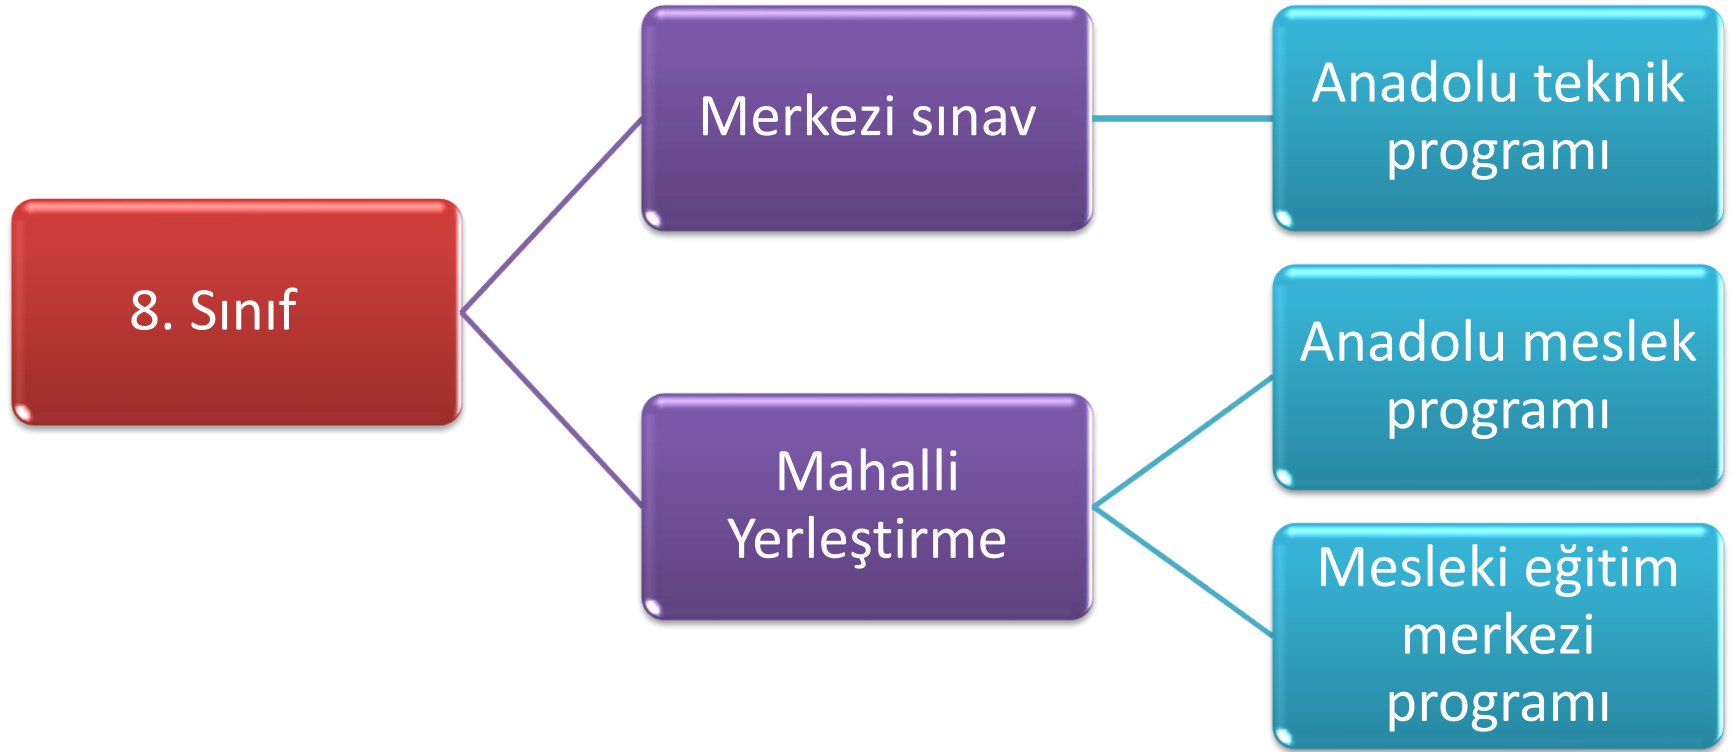 8. Sınıf
Merkezi sınav
Anadolu teknik
programı
Mahalli
Yerleştirme
Anadolu meslek
programı
Mesleki eğitim
merkezi
programı